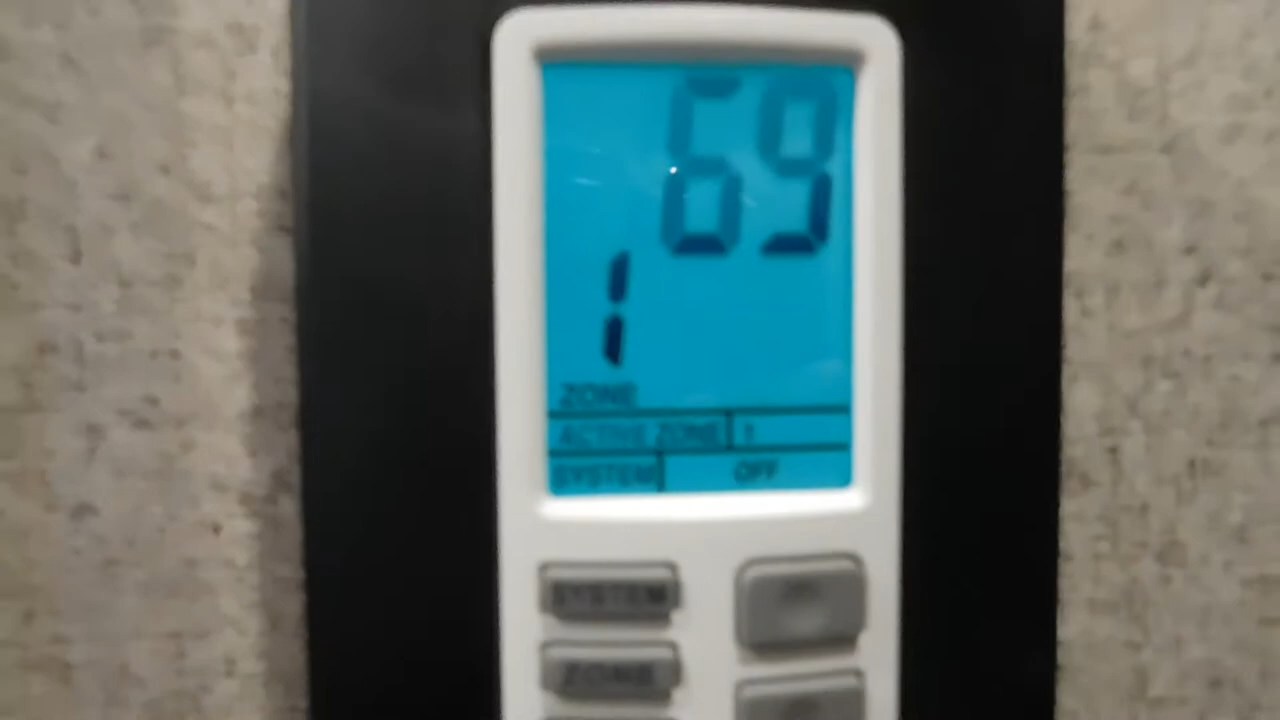 69
1
ZONE
ACTIVE ZONE 1
SYSTEM OFF
SYSTEM
ZONE